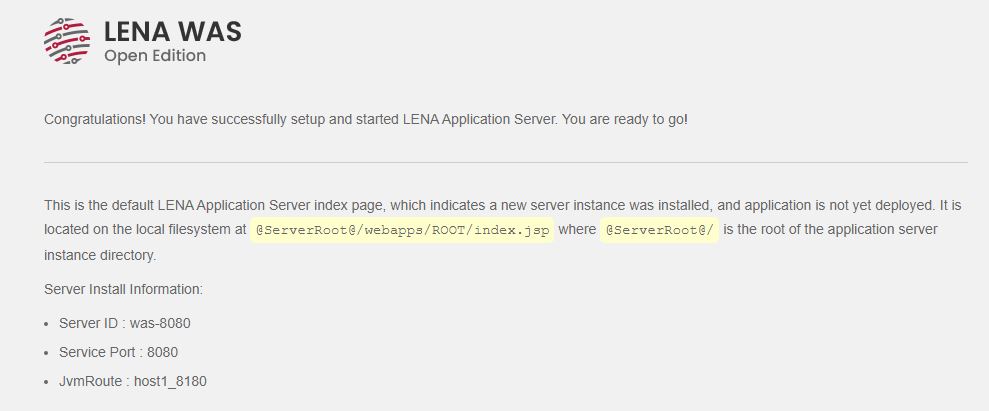 LENA WAS
Open Edition
Congratulations! You have successfully setup and started LENA Application Server. You are ready to go!
This is the default LENA Application Server index page, which indicates a new server instance was installed, and application is not yet deployed. It is
located on the local filesystem at @ServerRoot@/webapps/ROOT/index.jsp where @ServerRoot@/ is the root of the application server
instance directory.
Server Install Information:
• Server ID : was-8080
• Service Port : 8080
• JvmRoute : host1_8180